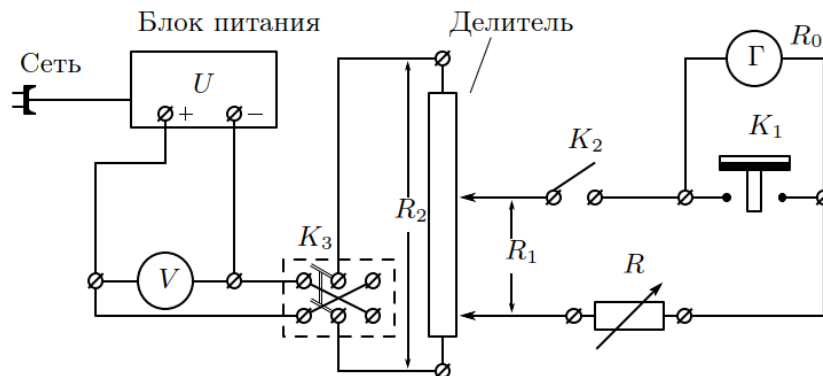 Блок питания
Делитель
Сеть
U
+
−
V
K₃
R₂
K₂
R₁
Г
R₀
K₁
R